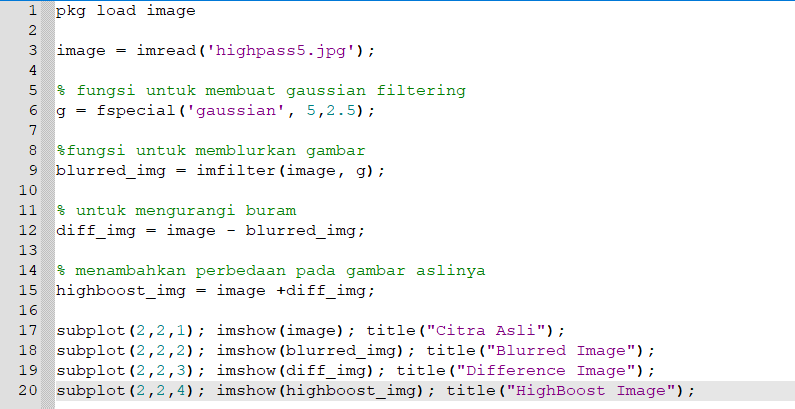 1 pkg load image
2
3 image = imread('highpass5.jpg');
4
5 % fungsi untuk membuat gaussian filtering
6 g = fspecial('gaussian', 5,2.5);
7
8 %fungsi untuk memblurkan gambar
9 blurred_img = imfilter(image, g);
10
11 % untuk mengurangi buram
12 diff_img = image - blurred_img;
13
14 % menambahkan perbedaan pada gambar aslinya
15 highboost_img = image +diff_img;
16
17 subplot(2,2,1); imshow(image); title("Citra Asli");
18 subplot(2,2,2); imshow(blurred_img); title("Blurred Image");
19 subplot(2,2,3); imshow(diff_img); title("Difference Image");
20 subplot(2,2,4); imshow(highboost_img); title("HighBoost Image");